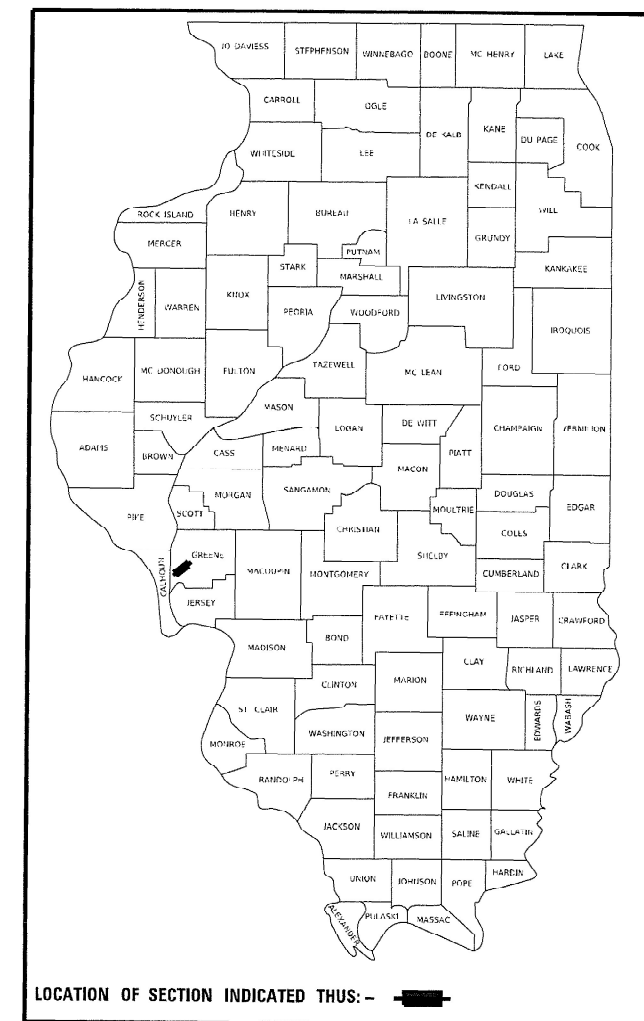 JO DAVIESS STEPHENSON WINNEBAGO BOONE MC HENRY LAKE
CARROLL OGLE DE KALB KANE DU PAGE COOK
WHITESIDE LEE KENDALL
ROCK ISLAND HENRY BUREAU LA SALLE WILL
MERCER PUTNAM GRUNDY
STARK MARSHALL KANKAKEE
HENDERSON WARREN KNOX PEORIA WOODFORD LIVINGSTON IROQUOIS
HANCOCK MC DONOUGH FULTON TAZEWELL MC LEAN FORD
MASON
SCHUYLER LOGAN DE WITT CHAMPAIGN VERMILION
ADAMS BROWN CASS MENARD PIATT
MACON
PIKE SCOTT MORGAN SANGAMON MOULTRIE DOUGLAS EDGAR
CHRISTIAN COLES
CALHOUN GREENE MACOUPIN MONTGOMERY SHELBY CUMBERLAND CLARK
JERSEY FAYETTE EFFINGHAM JASPER CRAWFORD
MADISON BOND
CLAY RICHLAND LAWRENCE
CLINTON MARION
ST. CLAIR WAYNE EDWARDS WABASH
MONROE WASHINGTON JEFFERSON
RANDOLPH PERRY HAMILTON WHITE
FRANKLIN
JACKSON WILLIAMSON SALINE GALLATIN
UNION JOHNSON POPE HARDIN
ALEXANDER PULASKI MASSAC
LOCATION OF SECTION INDICATED THUS: -